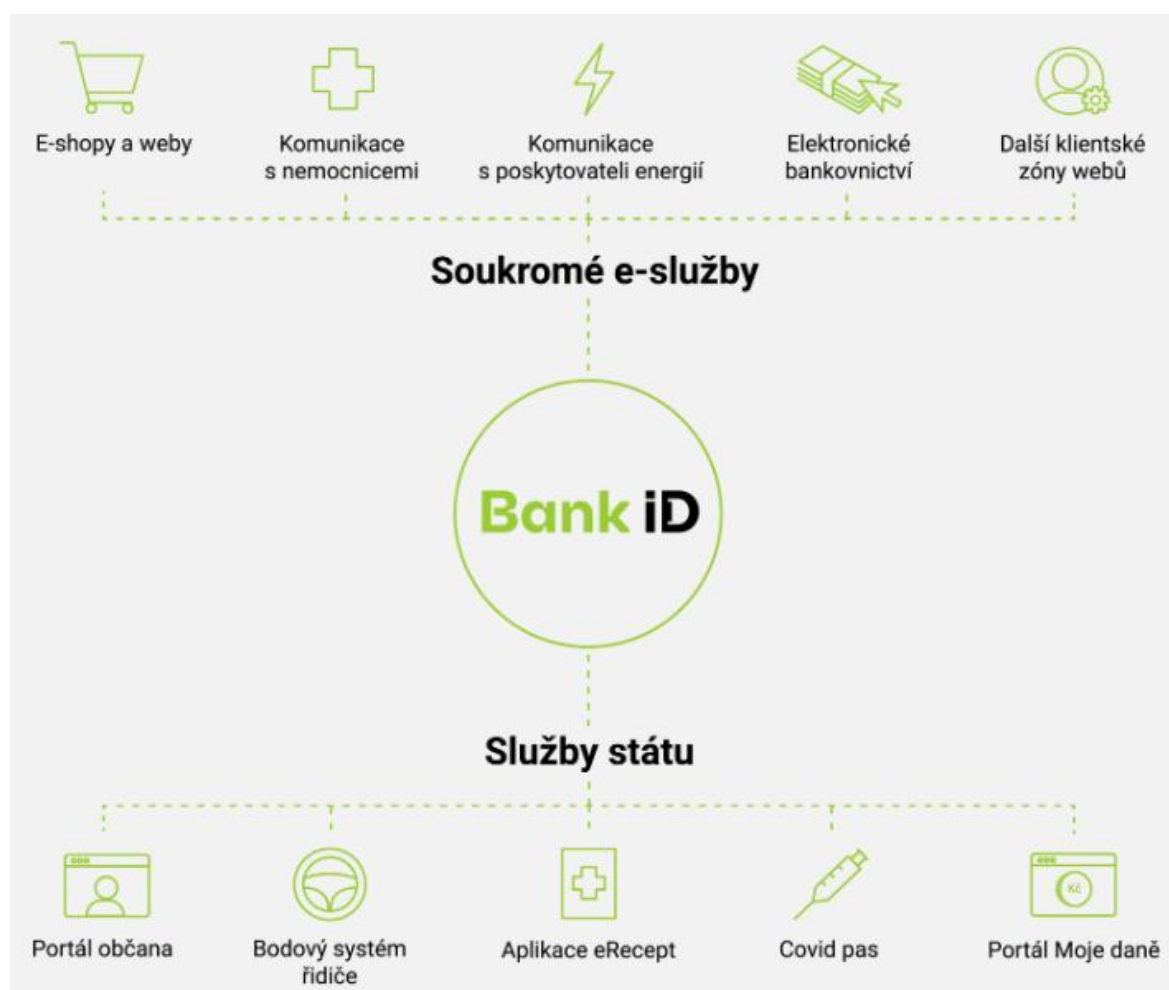 E-shopy a weby
Komunikace
s nemocnicemi
Komunikace
s poskytovateli energií
Elektronické
bankovnictví
Další klientské
zóny webů
Soukromé e-služby
Bank iD
Služby státu
Portál občana
Bodový systém
řidiče
Aplikace eRecept
Covid pas
Kč
Portál Moje daně